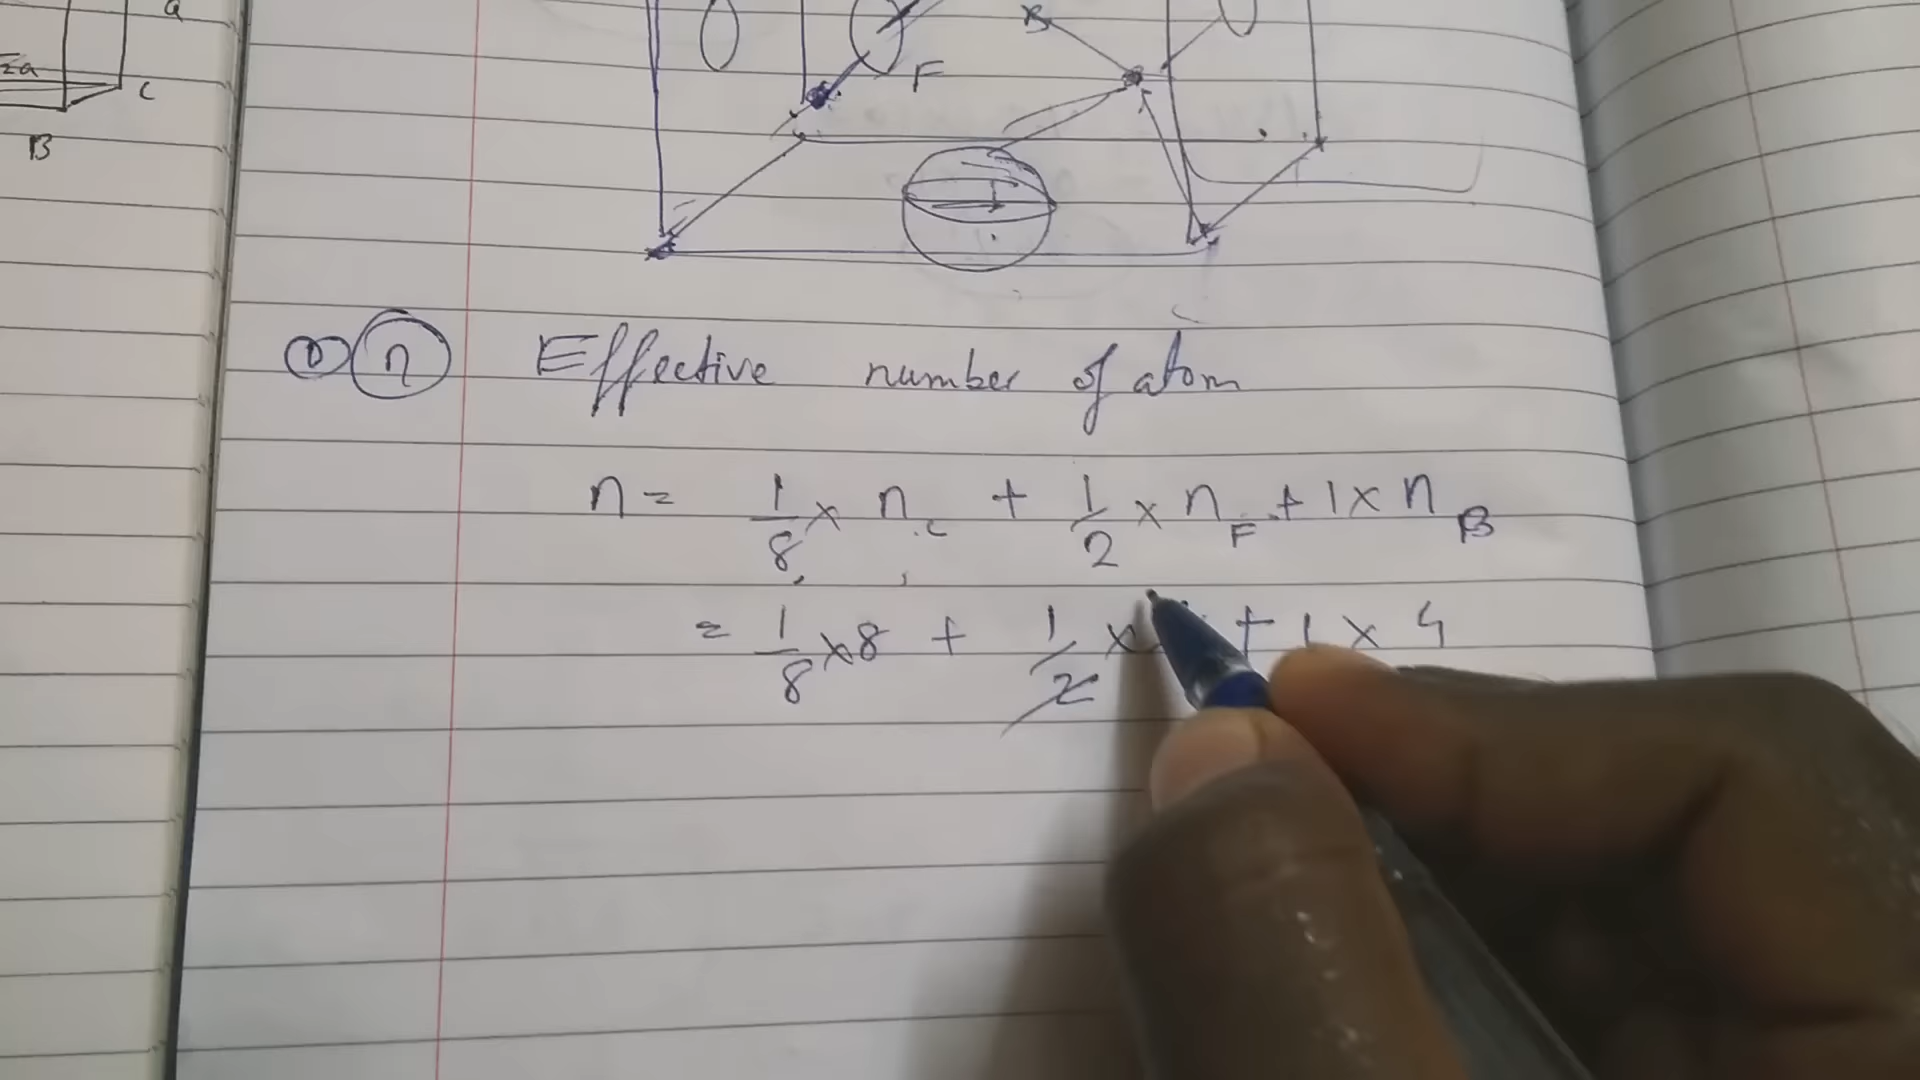 a
2a
C
B
B
F
① n Effective number of atom
n = 1/8 × n_C + 1/2 × n_F + 1 × n_B
= 1/8 × 8 + 1/2 × + 1 × 4